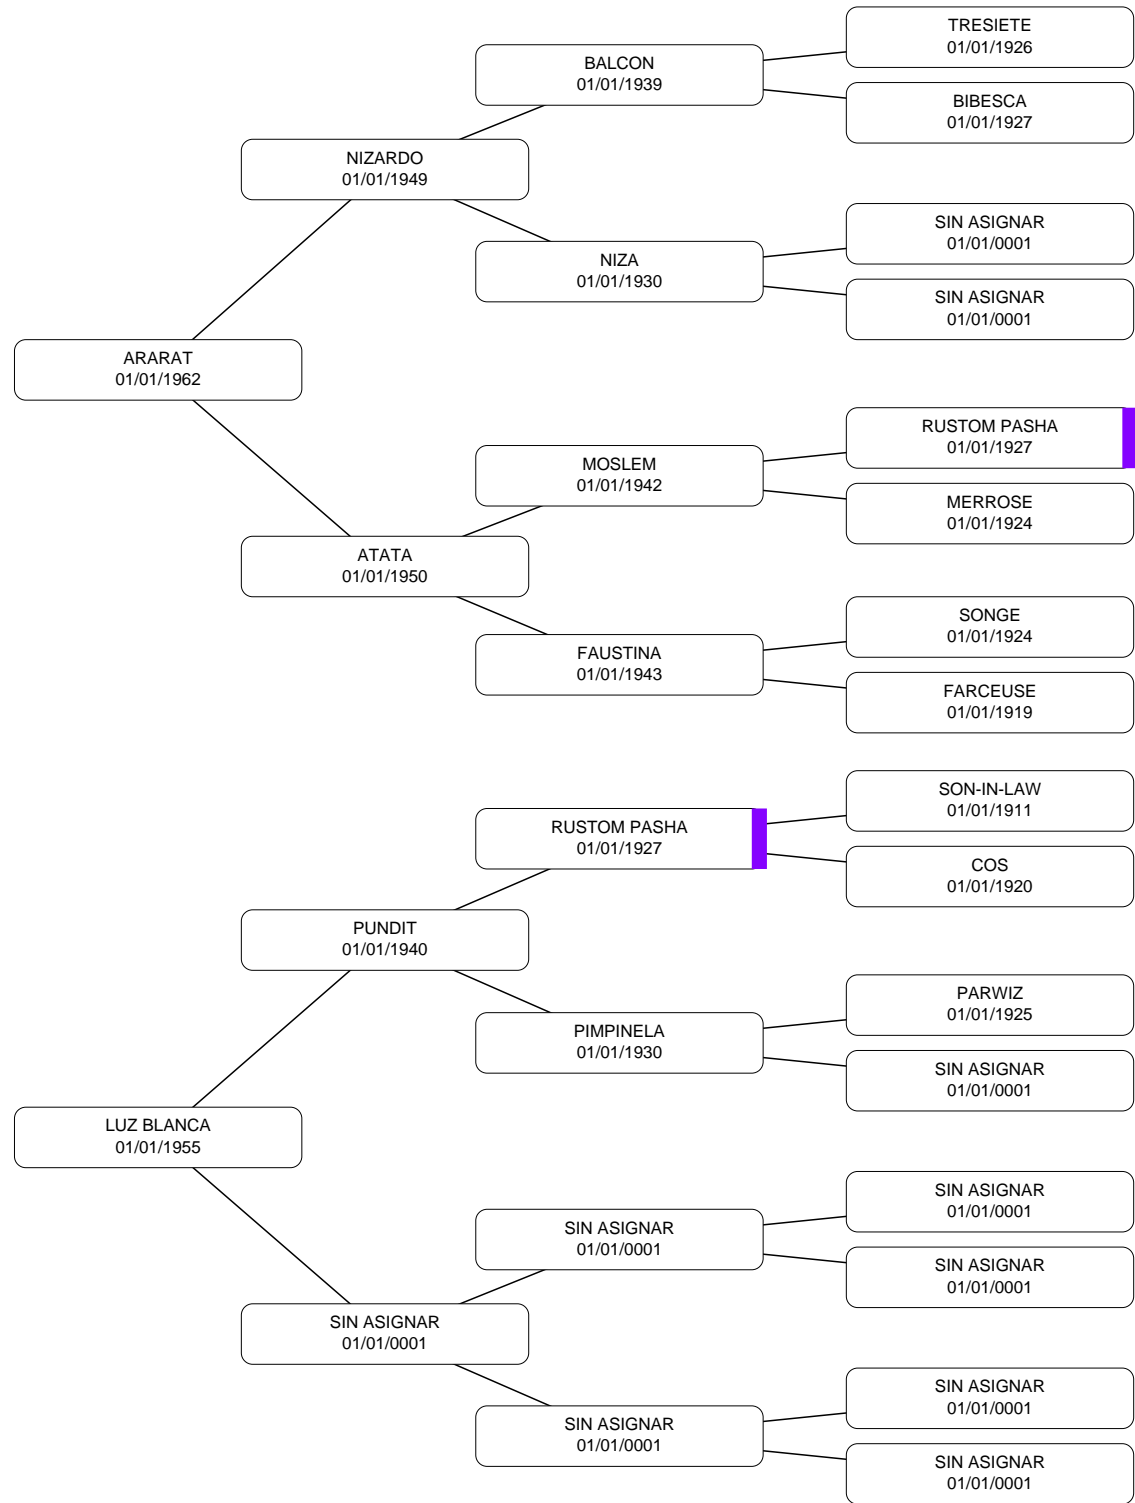 TRESIETE
01/01/1926
BALCON
01/01/1939
BIBESCA
01/01/1927
NIZARDO
01/01/1949
SIN ASIGNAR
01/01/0001
NIZA
01/01/1930
SIN ASIGNAR
01/01/0001
ARARAT
01/01/1962
RUSTOM PASHA
01/01/1927
MOSLEM
01/01/1942
MERROSE
01/01/1924
ATATA
01/01/1950
SONGE
01/01/1924
FAUSTINA
01/01/1943
FARCEUSE
01/01/1919
SON-IN-LAW
01/01/1911
RUSTOM PASHA
01/01/1927
COS
01/01/1920
PUNDIT
01/01/1940
PARWIZ
01/01/1925
PIMPINELA
01/01/1930
SIN ASIGNAR
01/01/0001
LUZ BLANCA
01/01/1955
SIN ASIGNAR
01/01/0001
SIN ASIGNAR
01/01/0001
SIN ASIGNAR
01/01/0001
SIN ASIGNAR
01/01/0001
SIN ASIGNAR
01/01/0001
SIN ASIGNAR
01/01/0001
SIN ASIGNAR
01/01/0001